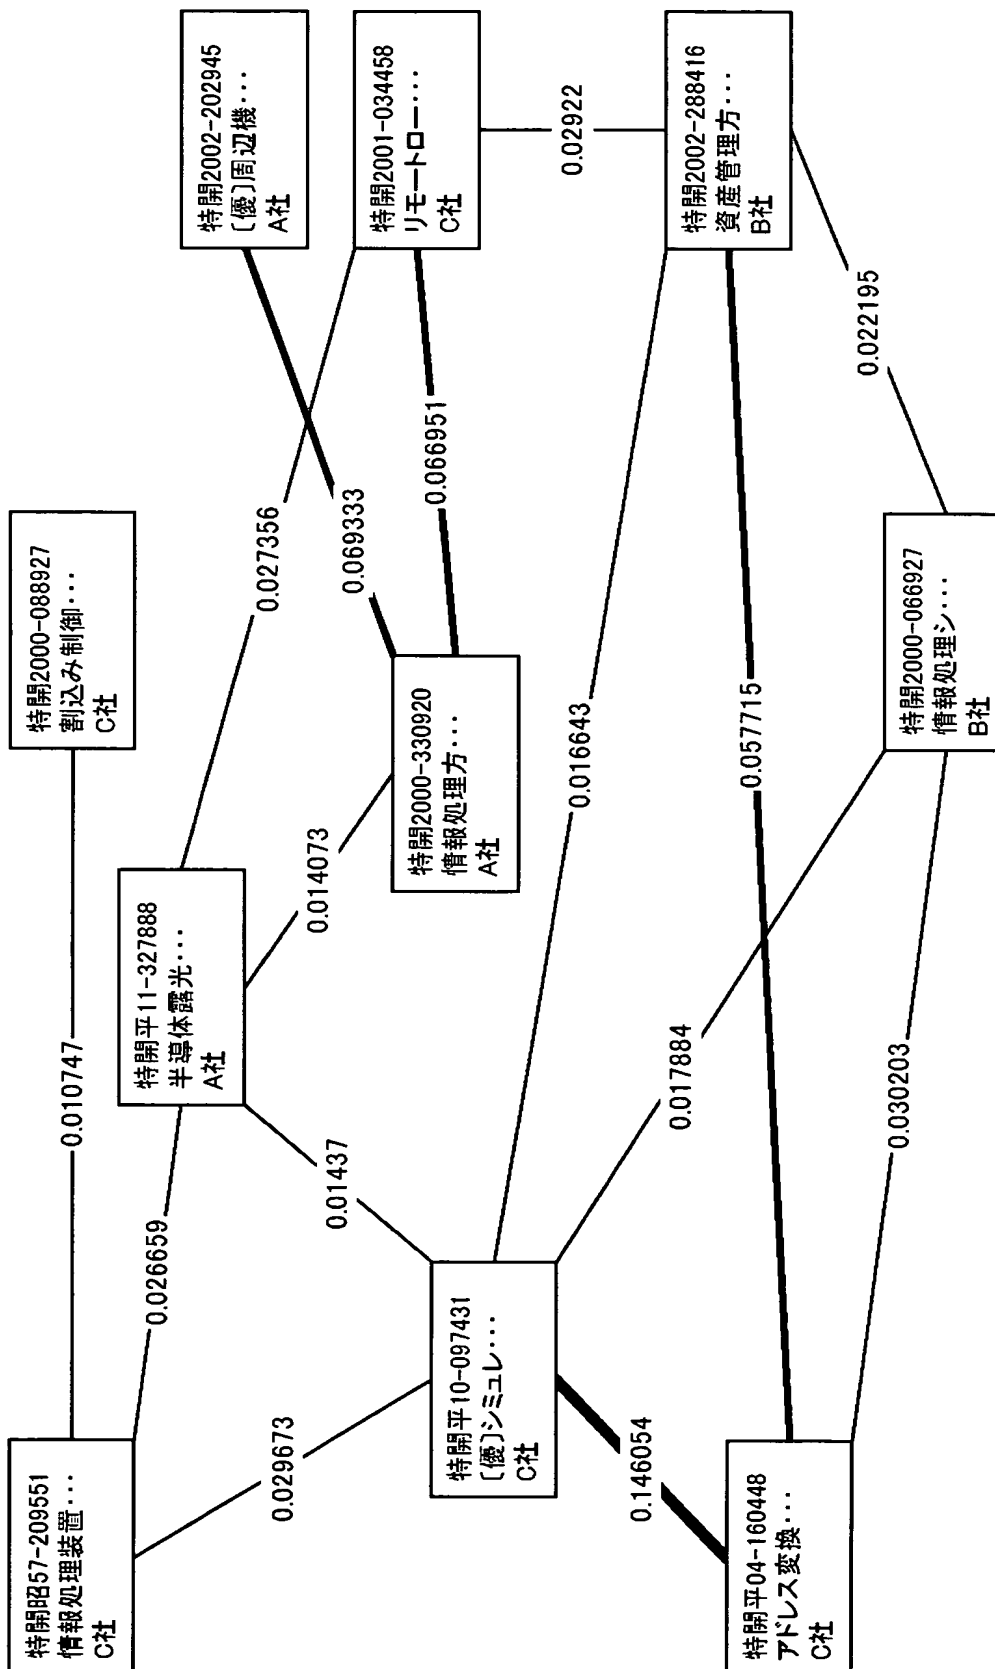 特開昭57-209551
情報処理装置･･･
C社
0.010747
特開2000-088927
割込み制御･･･
C社
0.026659
特開平11-327888
半導体露光･･･
A社
0.027356
特開2002-202945
〔優〕周辺機･･･
A社
0.029673
0.01437
0.014073
0.069333
特開2001-034458
リモートロー･･･
C社
特開2000-330920
情報処理方･･･
A社
0.066951
特開平10-097431
〔優〕シミュレ･･･
C社
0.016643
0.02922
0.146054
0.017884
0.057715
特開2002-288416
資産管理方･･･
B社
特開平04-160448
アドレス変換･･･
C社
0.030203
0.022195
特開2000-066927
情報処理シ･･･
B社